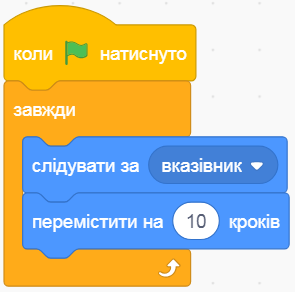 коли натиснуто
завжди
слідувати за вказівник
перемістити на 10 кроків